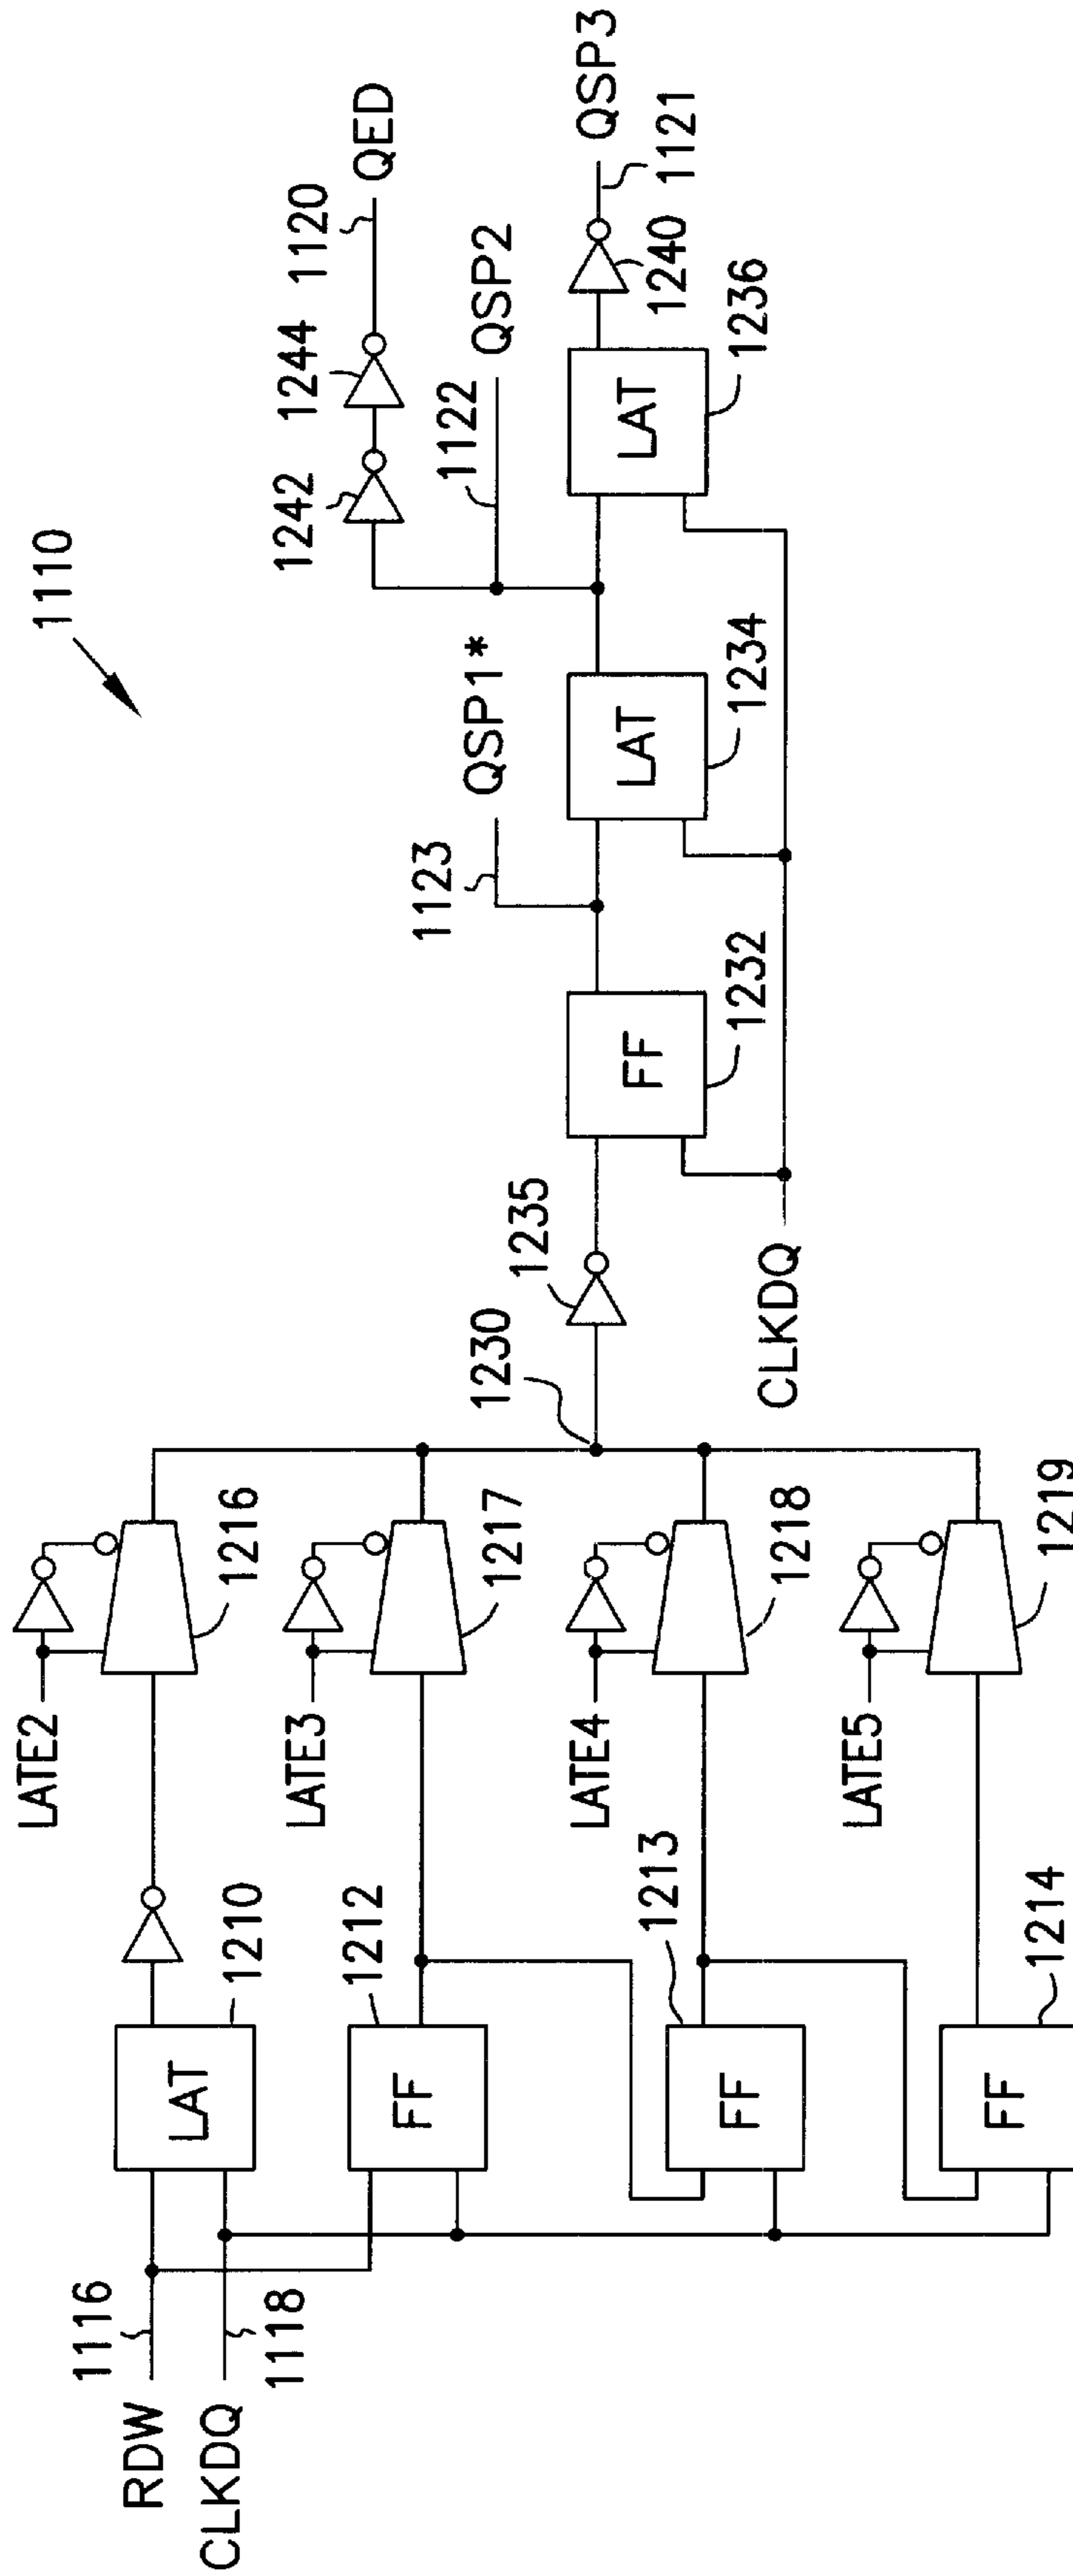 1110
RDW
1116
CLKDQ
1118
LAT
1210
LATE2
1216
FF
1212
LATE3
1217
FF
1213
LATE4
1218
FF
1214
LATE5
1219
1230
1235
CLKDQ
FF
1232
1123
QSP1*
LAT
1234
1122
QSP2
1242
1244
1120
QED
LAT
1236
1240
1121
QSP3